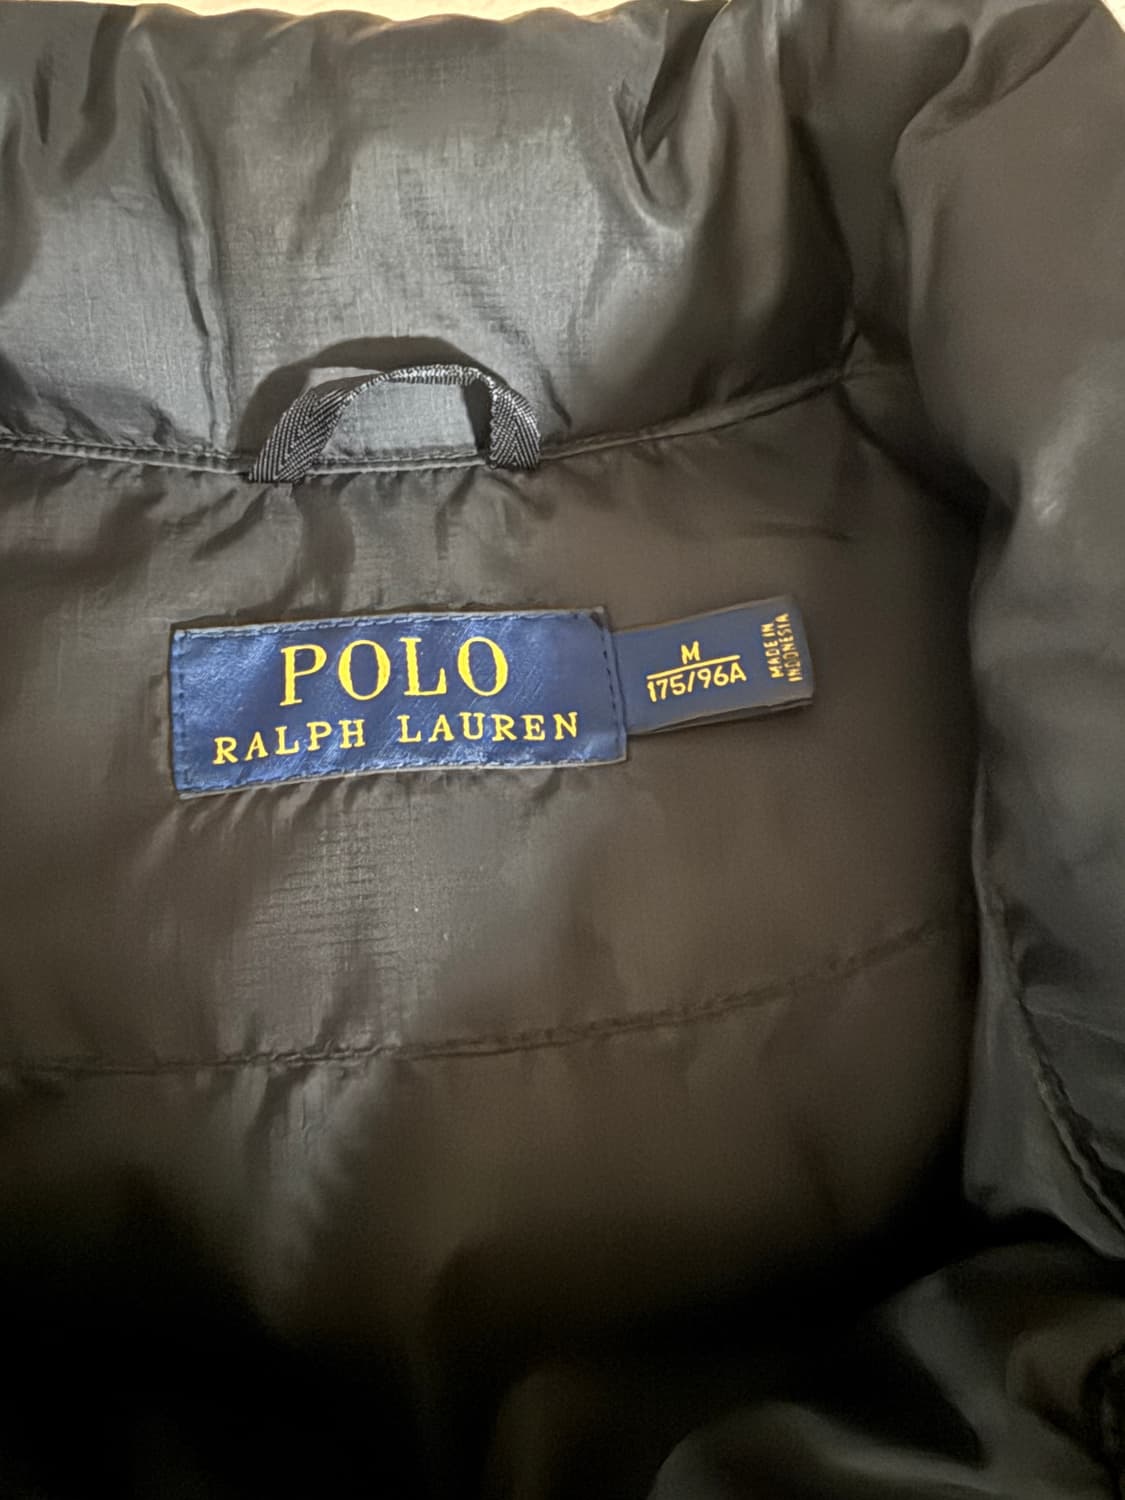 POLO
RALPH LAUREN
M
175/96A
MADE IN
INDONESIA